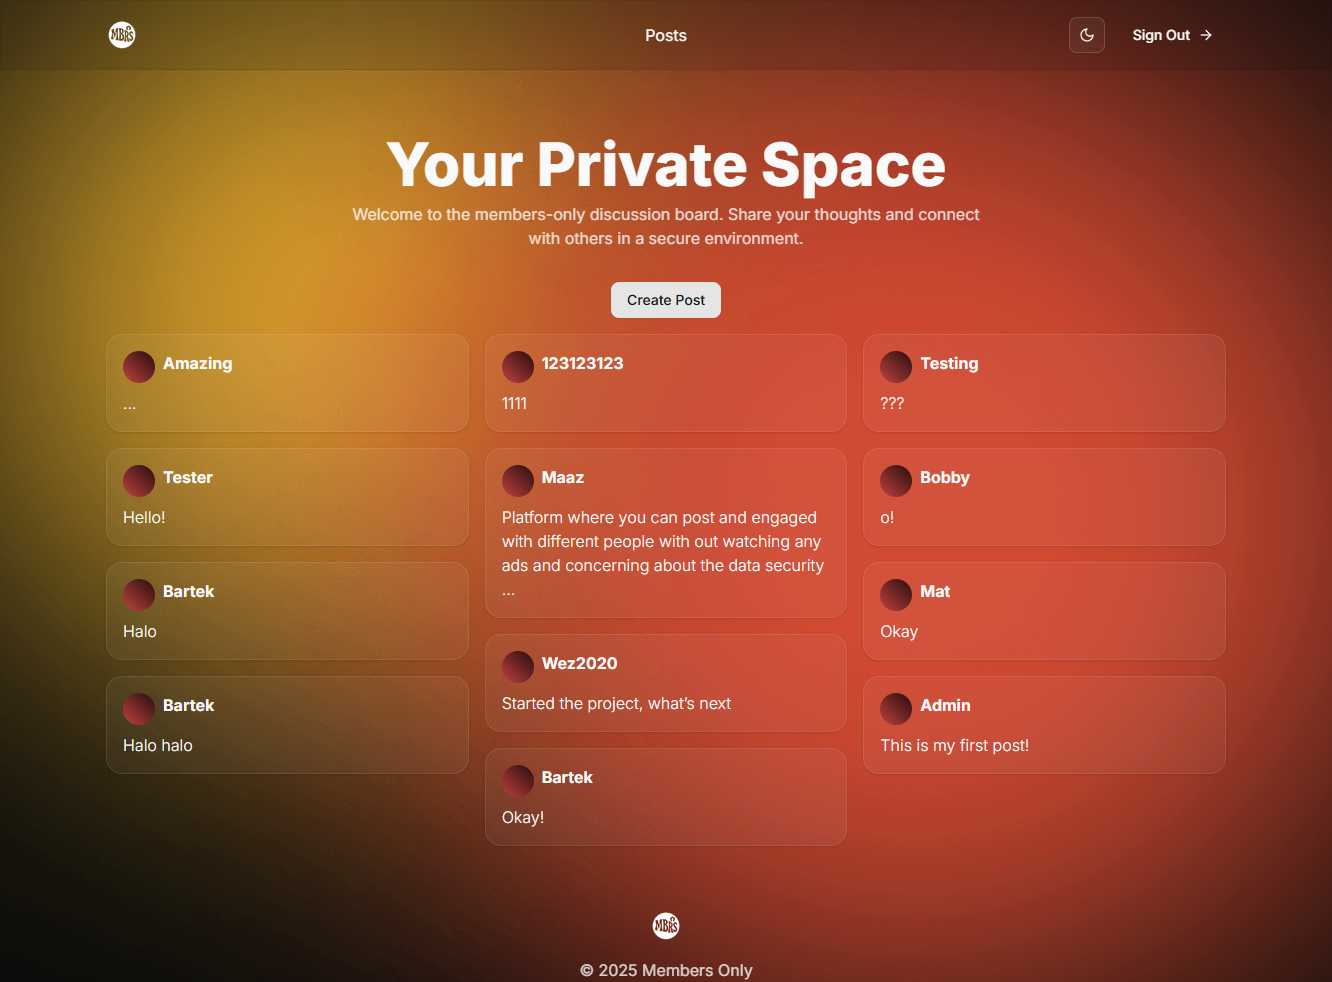 MBRS
Posts
Sign Out
Your Private Space
Welcome to the members-only discussion board. Share your thoughts and connect
with others in a secure environment.
Create Post
Amazing
...
123123123
1111
Testing
???
Tester
Hello!
Maaz
Platform where you can post and engaged
with different people with out watching any
ads and concerning about the data security
...
Bobby
o!
Bartek
Halo
Wez2020
Started the project, what's next
Mat
Okay
Bartek
Halo halo
Bartek
Okay!
Admin
This is my first post!
MBRS
© 2025 Members Only